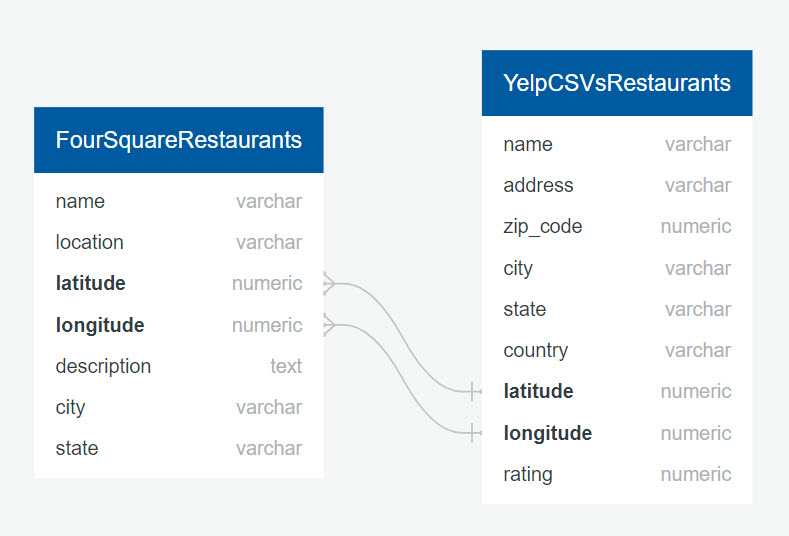 FourSquareRestaurants
name varchar
location varchar
latitude numeric
longitude numeric
description text
city varchar
state varchar
YelpCSVsRestaurants
name varchar
address varchar
zip_code numeric
city varchar
state varchar
country varchar
latitude numeric
longitude numeric
rating numeric